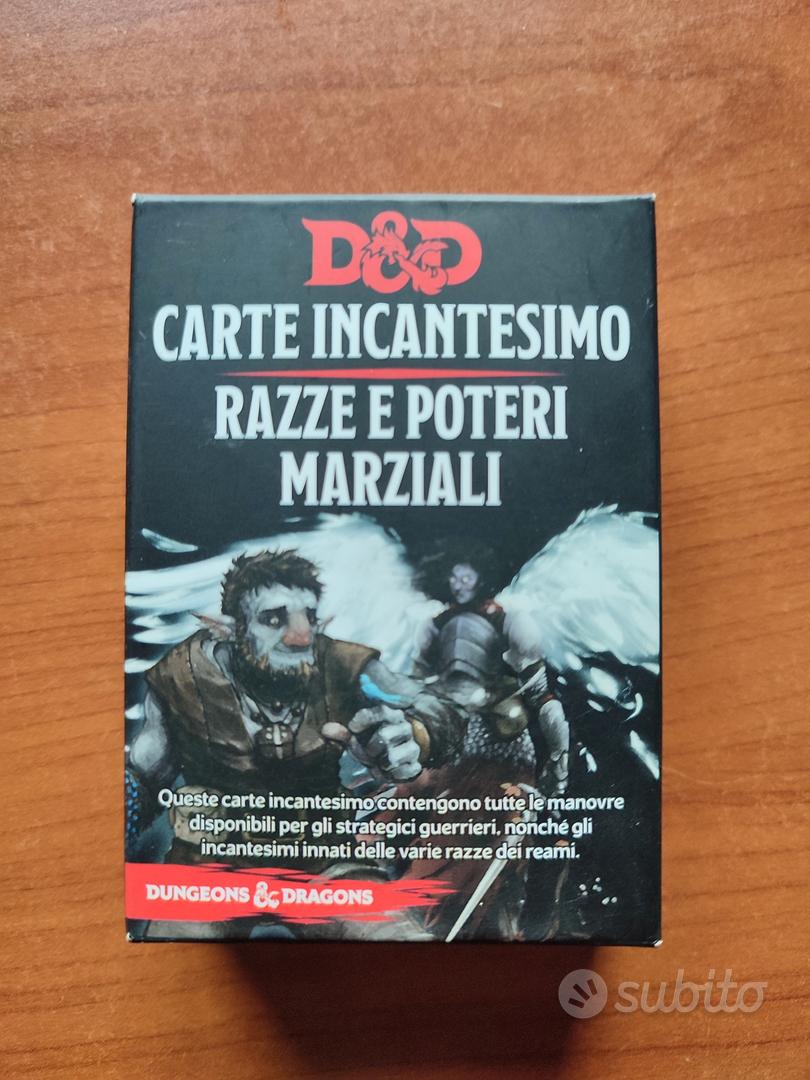 D&D
CARTE INCANTESIMO
RAZZE E POTERI
MARZIALI
Queste carte incantesimo contengono tutte le manovre
disponibili per gli strategici guerrieri, nonché gli
incantesimi innati delle varie razze dei reami.
DUNGEONS & DRAGONS
subito